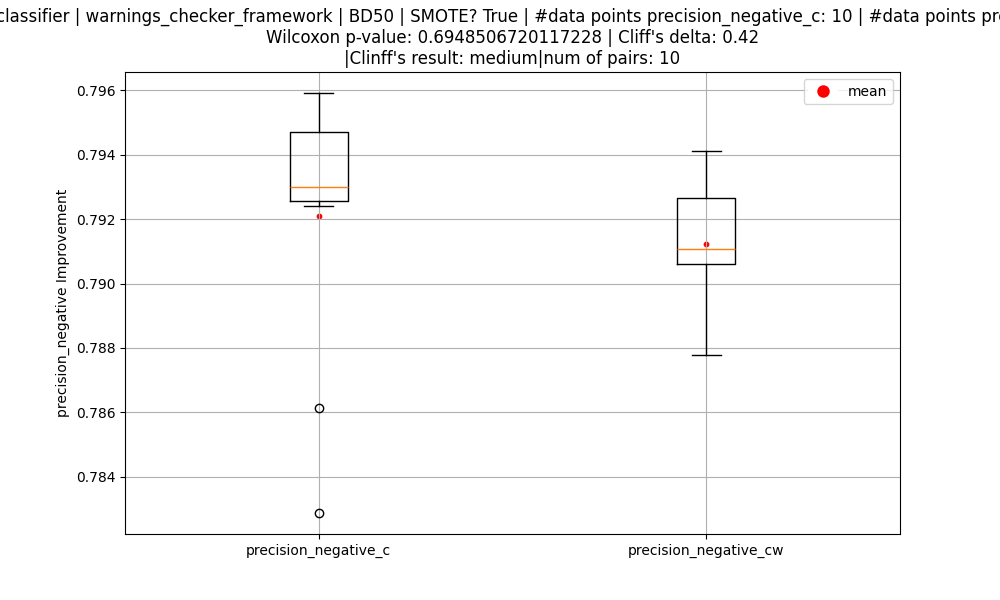 classifier | warnings_checker_framework | BD50 | SMOTE? True | #data points precision_negative_c: 10 | #data points
Wilcoxon p-value: 0.6948506720117228 | Cliff's delta: 0.42
|Clinff's result: medium|num of pairs: 10
mean
0.796
0.794
0.792
0.790
0.788
0.786
0.784
precision_negative Improvement
precision_negative_c
precision_negative_cw